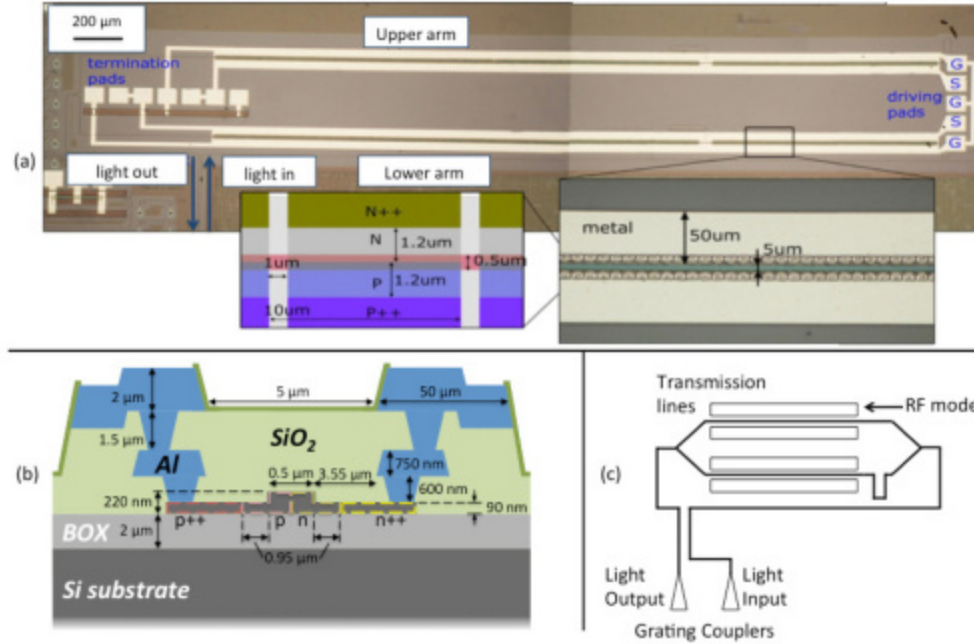 200 µm
Upper arm
termination
pads
G
S
G
S
G
driving
pads
(a)
light out
light in
Lower arm
N++
N
1.2um
1um
0.5um
P
1.2um
10um
P++
metal
50um
5um
2 µm
5 µm
50 µm
1.5 µm
SiO2
(b)
Al
0.5 µm
3.55 µm
750 nm
600 nm
220 nm
90 nm
p++
p
n
n++
BOX
2 µm
0.95 µm
Si substrate
Transmission
lines
RF mode
(c)
Light
Output
Light
Input
Grating Couplers